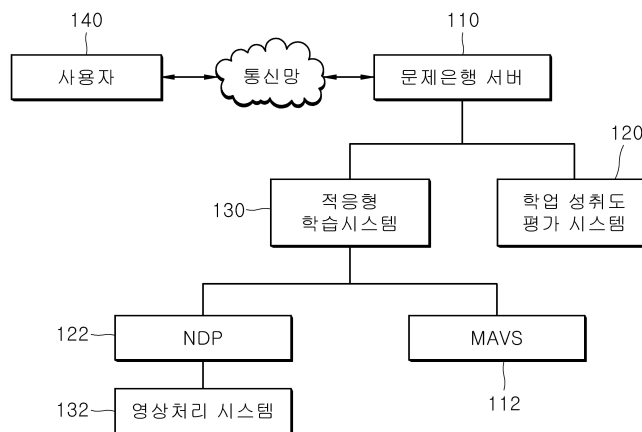 140
110
사용자
통신망
문제은행 서버
120
130
적응형
학습시스템
학업 성취도
평가 시스템
122
NDP
MAVS
132
영상처리 시스템
112